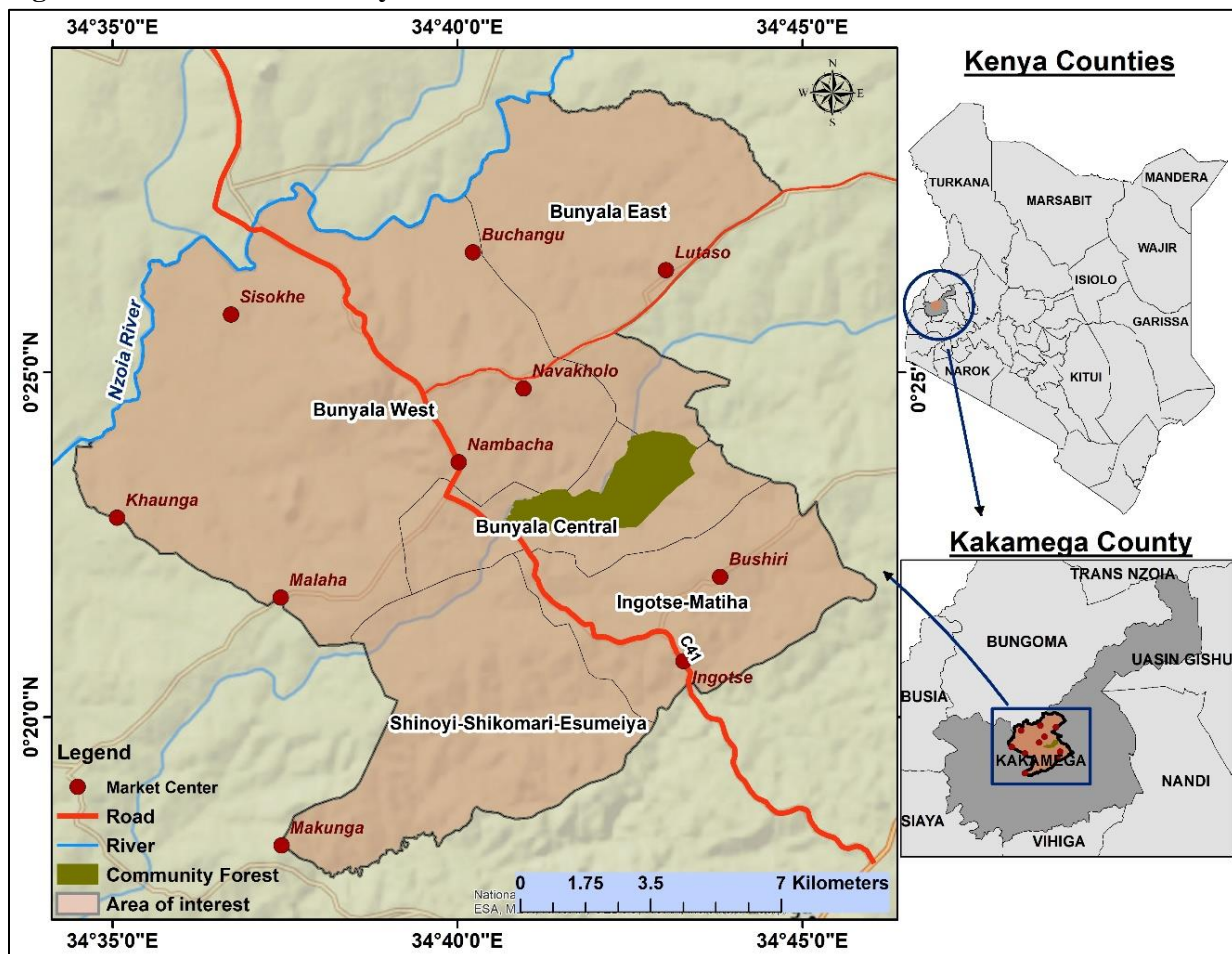 34°35'0"E 34°40'0"E 34°45'0"E
N
W E
S
Bunyala East
Buchangu
Lutaso
Sisokhe
Nzoia River
0°25'0"N
Navakholo
Bunyala West
Nambacha
Khaunga
Bunyala Central
Bushiri
Malaha
Ingotse-Matiha
C41
Ingotse
0°20'0"N
Shinoyi-Shikomari-Esumeiya
Makunga
Legend
Market Center
Road
River
Community Forest
Area of interest
National
ESA, M
0 1.75 3.5 7 Kilometers
34°35'0"E 34°40'0"E 34°45'0"E
Kenya Counties
TURKANA
MANDERA
MARSABIT
WAJIR
ISIOLO
GARISSA
0°25'
NAROK
KITUI
Kakamega County
TRANS NZOIA
BUNGOMA
UASIN GISHU
BUSIA
KAKAMEGA
NANDI
SIAYA
VIHIGA